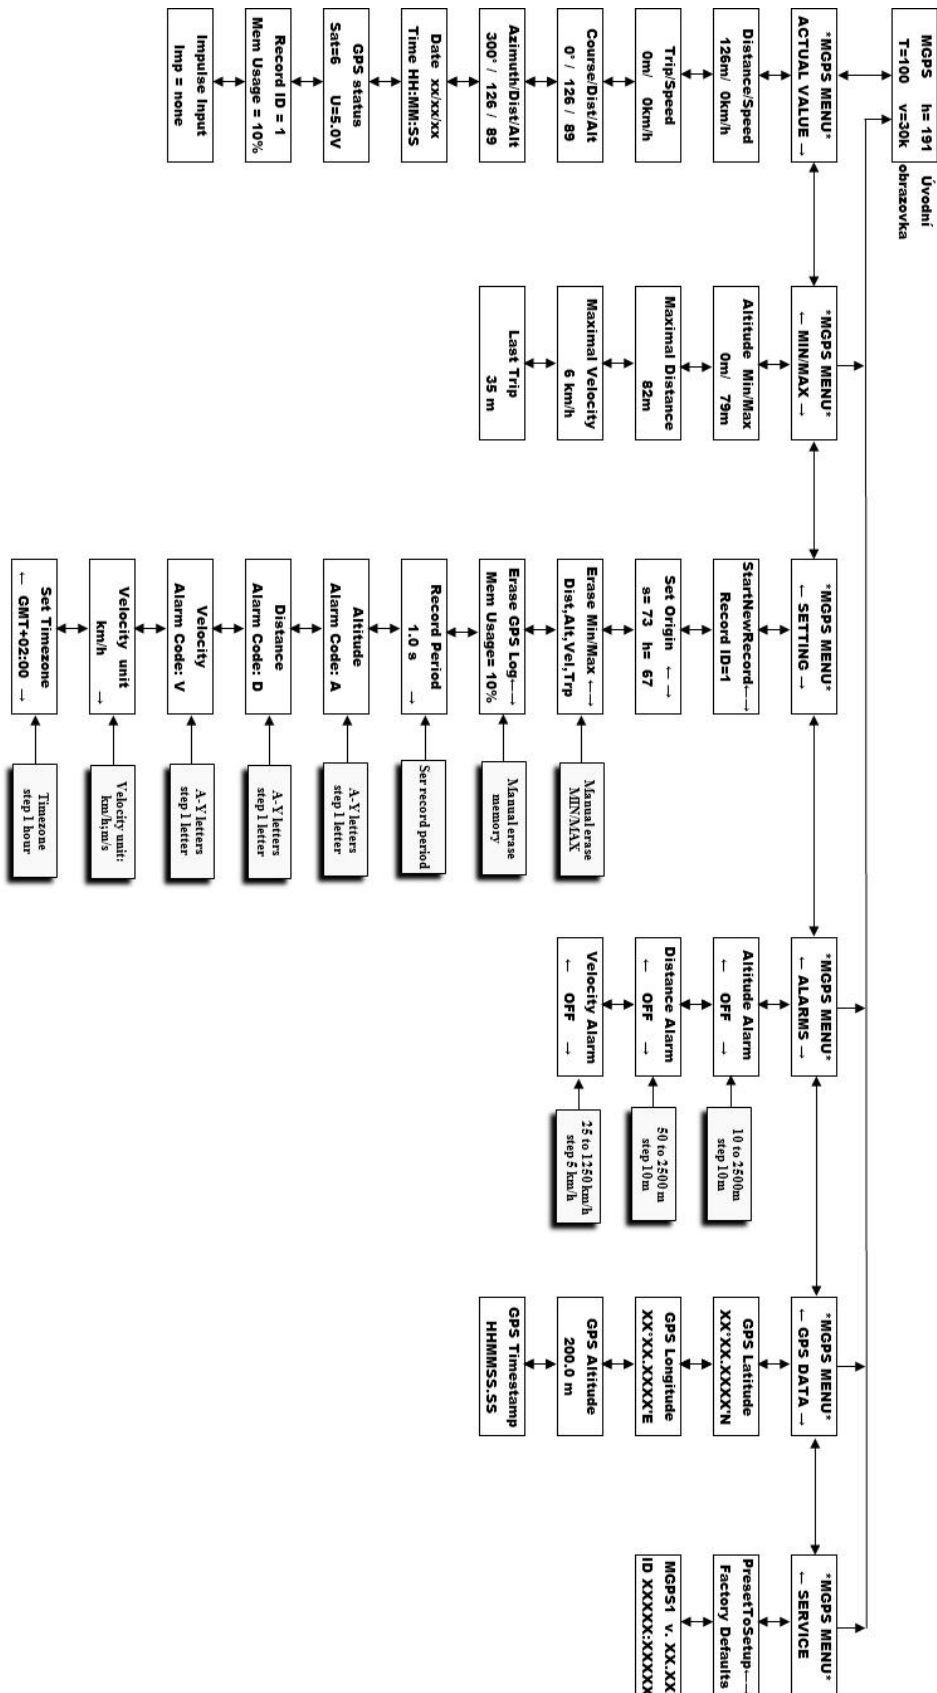 MGPS h= 191
T=100 v=30k
Úvodní
obrazovka
*MGPS MENU*
ACTUAL VALUE →
Distance/Speed
126m/ 0km/h
Trip/Speed
0m/ 0km/h
Course/Dist/Alt
0° / 126 / 89
Azimuth/Dist/Alt
300° / 126 / 89
Date xx/xx/xx
Time HH:MM:SS
GPS status
Sat=6 U=5.0V
Record ID = 1
Mem Usage = 10%
Impulse Input
Imp = none
*MGPS MENU*
← MIN/MAX →
Altitude Min/Max
0m/ 79m
Maximal Distance
82m
Maximal Velocity
6 km/h
Last Trip
35 m
*MGPS MENU*
← SETTING →
StartNewRecord←→
Record ID=1
Set Origin ← →
s= 73 h= 67
Erase Min/Max ←→
Dist,Alt,Vel,Trp
Manual erase
MIN/MAX
Erase GPS Log←→
Mem Usage= 10%
Manual erase
memory
Record Period
1.0 s →
Ser record period
Altitude
Alarm Code: A
A-Y letters
step 1 letter
Distance
Alarm Code: D
A-Y letters
step 1 letter
Velocity
Alarm Code: V
A-Y letters
step 1 letter
Velocity unit
km/h →
Velocity unit:
km/h;m/s
Set Timezone
← GMT+02:00 →
Timezone
step 1 hour
*MGPS MENU*
← ALARMS →
Altitude Alarm
← OFF →
10 to 2500m
step 10m
Distance Alarm
← OFF →
50 to 2500 m
step 10m
Velocity Alarm
← OFF →
25 to 1250 km/h
step 5 km/h
*MGPS MENU*
← GPS DATA →
GPS Latitude
XX°XX.XXXX'N
GPS Longitude
XX°XX.XXXX'E
GPS Altitude
200.0 m
GPS Timestamp
HHMMSS.SS
*MGPS MENU*
← SERVICE
PresetToSetup←→
Factory Defaults
MGPS1 v. XX.XX
ID XXXXX:XXXXX